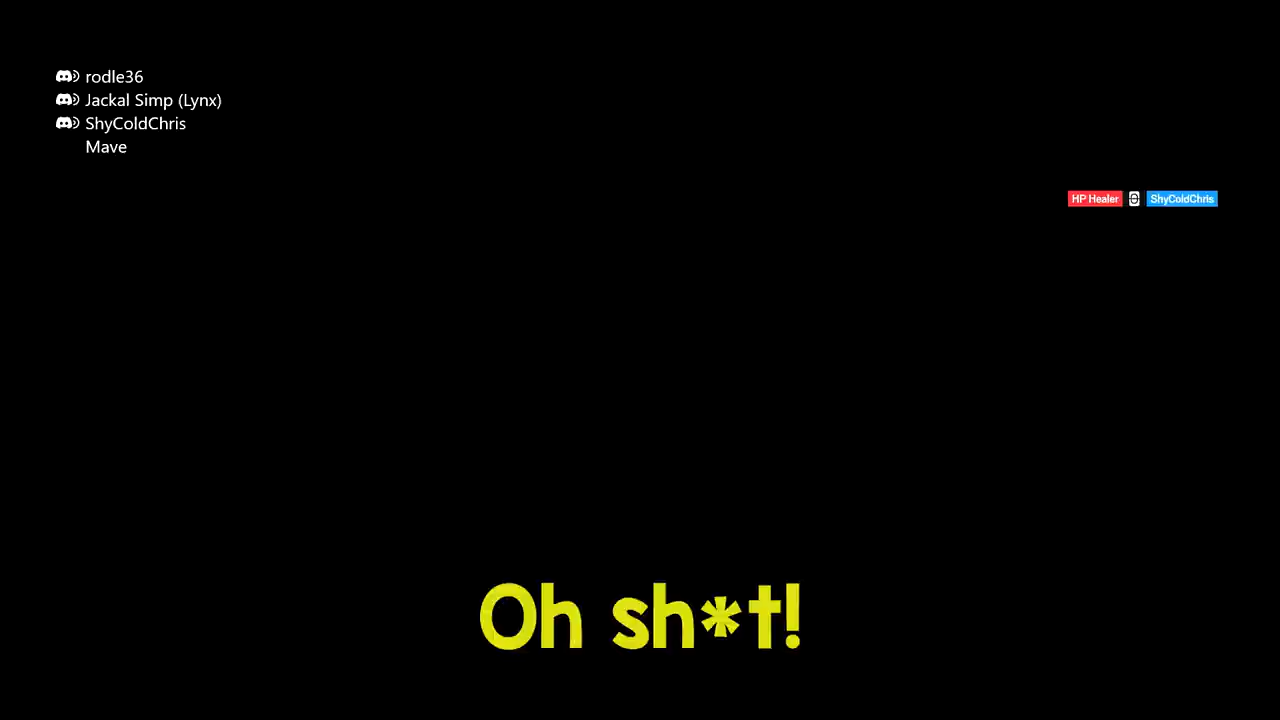 rodle36
Jackal Simp (Lynx)
ShyColdChris
Mave
HP Healer ShyColdChris
Oh sh*t!